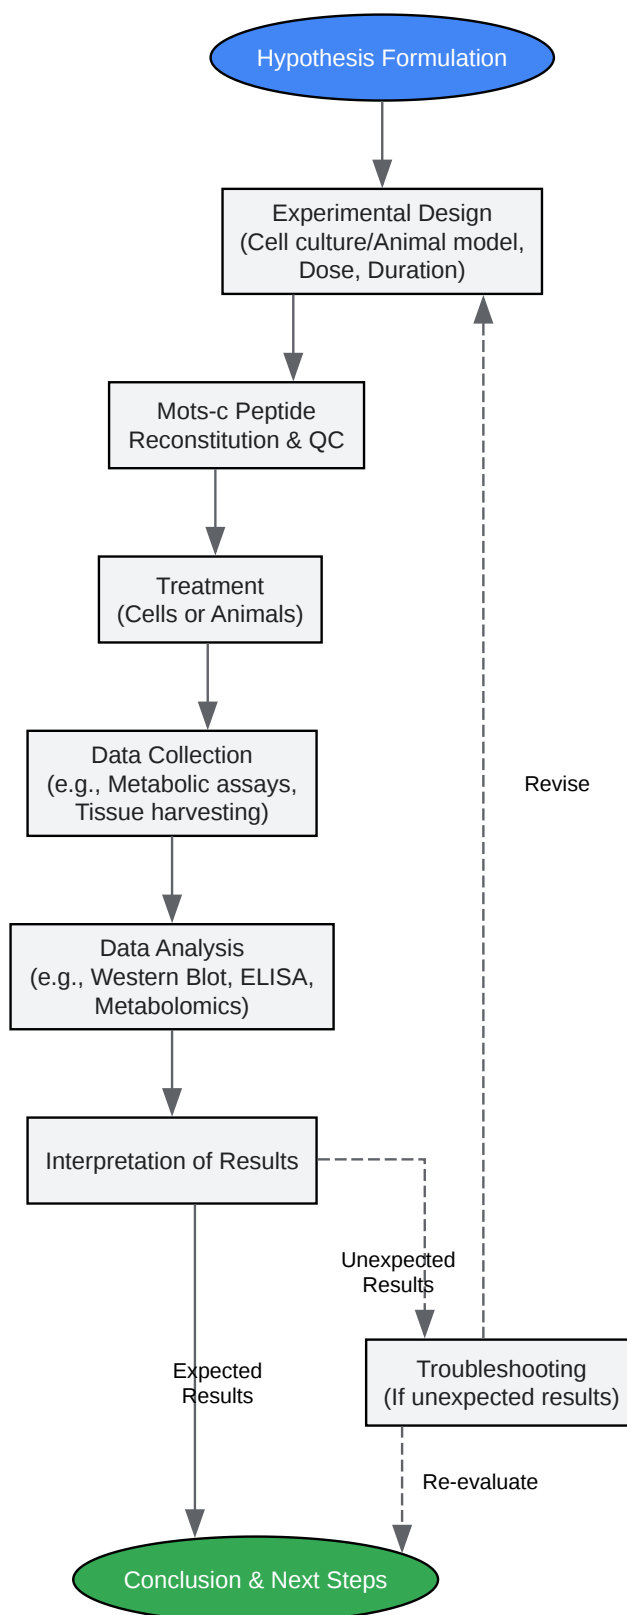 Hypothesis Formulation
Experimental Design
(Cell culture/Animal model,
Dose, Duration)
Mots-c Peptide
Reconstitution & QC
Treatment
(Cells or Animals)
Data Collection
(e.g., Metabolic assays,
Tissue harvesting)
Revise
Data Analysis
(e.g., Western Blot, ELISA,
Metabolomics)
Interpretation of Results
Unexpected
Results
Expected
Results
Troubleshooting
(If unexpected results)
Re-evaluate
Conclusion & Next Steps